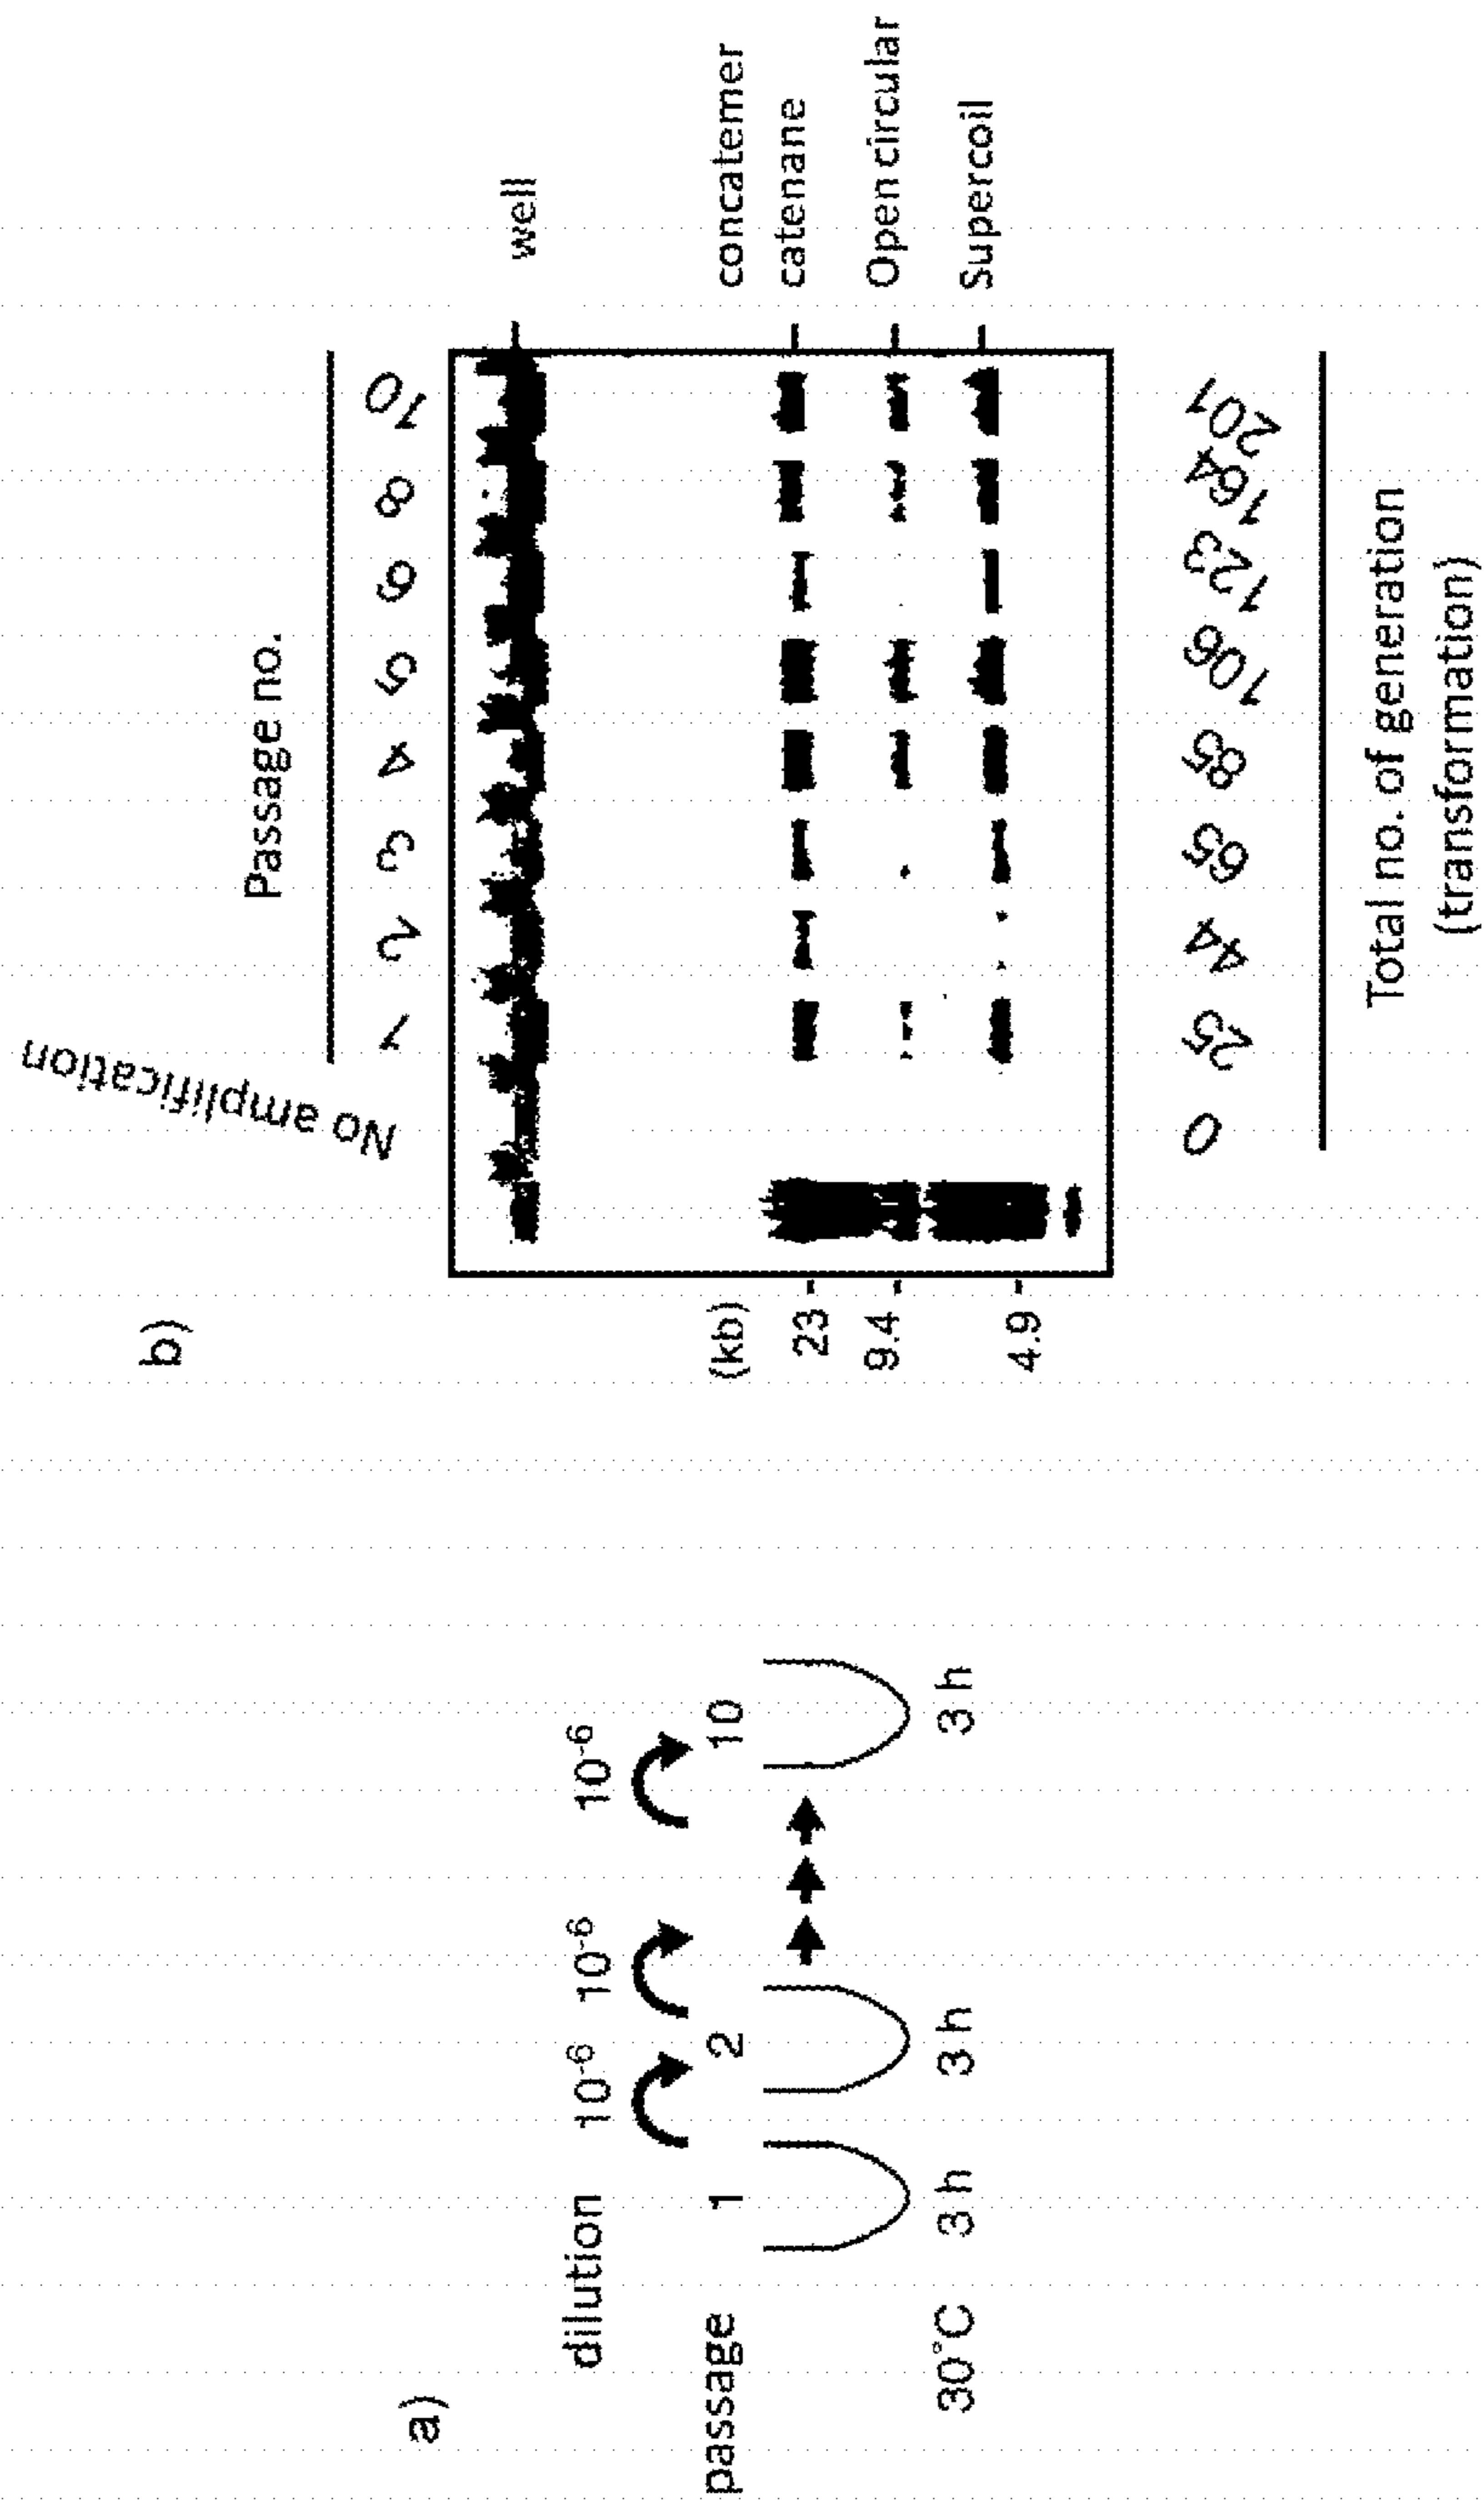 a)
dilution 10-6 10-6 10-6
passage 1 2 10
30°C 3 h 3 h 3 h
b)
Passage no.
No amplification 1 2 3 4 5 6 8 10
well
(kb)
concatemer
23
catenane
9.4
Open circular
4.9
Supercoil
0 25 44 65 85 106 123 164 201
Total no. of generation
(transformation)